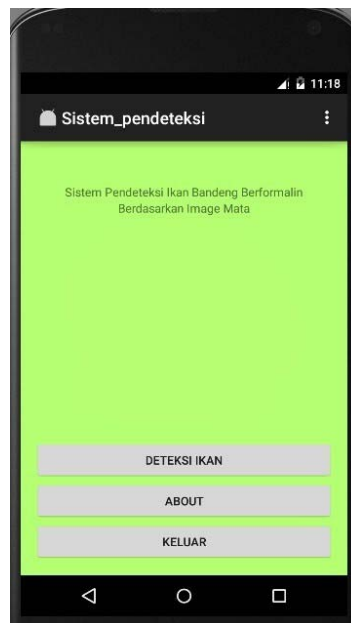 11:18
Sistem_pendeteksi
Sistem Pendeteksi Ikan Bandeng Berformalin
Berdasarkan Image Mata
DETEKSI IKAN
ABOUT
KELUAR